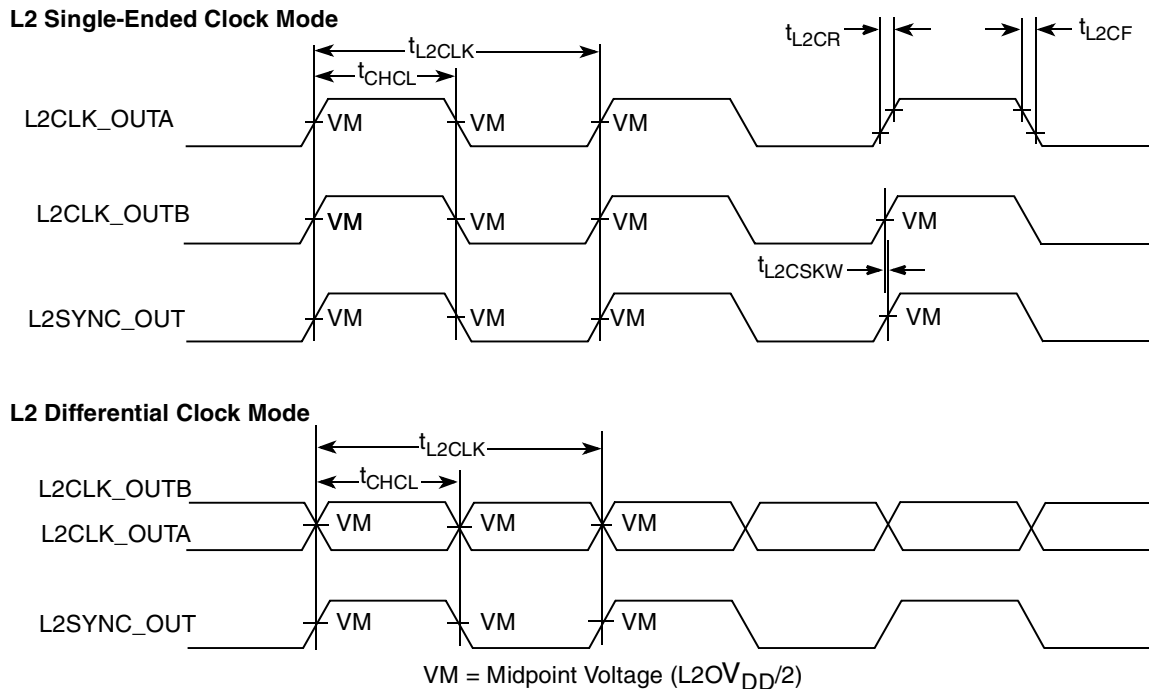 L2 Single-Ended Clock Mode
tL2CLK
tCHCL
tL2CR
tL2CF
L2CLK_OUTA
VM
VM
VM
L2CLK_OUTB
VM
VM
VM
VM
tL2CSKW
L2SYNC_OUT
VM
VM
VM
VM
L2 Differential Clock Mode
tL2CLK
tCHCL
L2CLK_OUTB
L2CLK_OUTA
VM
VM
VM
L2SYNC_OUT
VM
VM
VM
VM = Midpoint Voltage (L2OVDD/2)